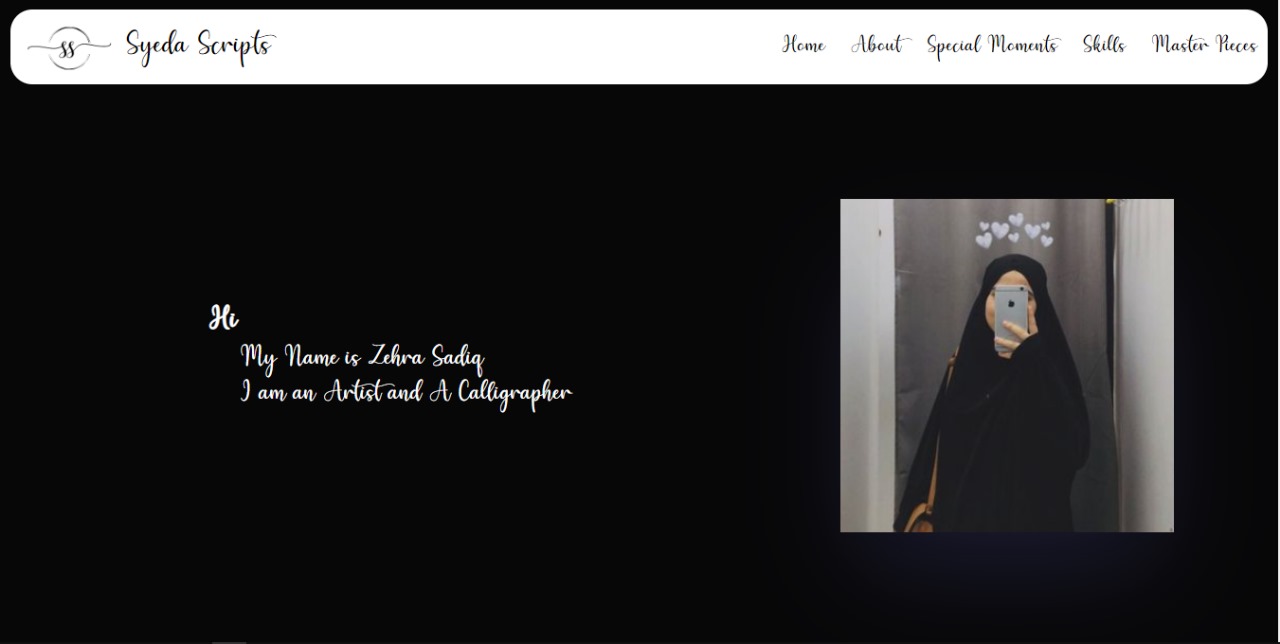 SS
Syeda Scripts
Home About Special Moments Skills Master Pieces
Hi
My Name is Zehra Sadiq
I am an Artist and A Calligrapher